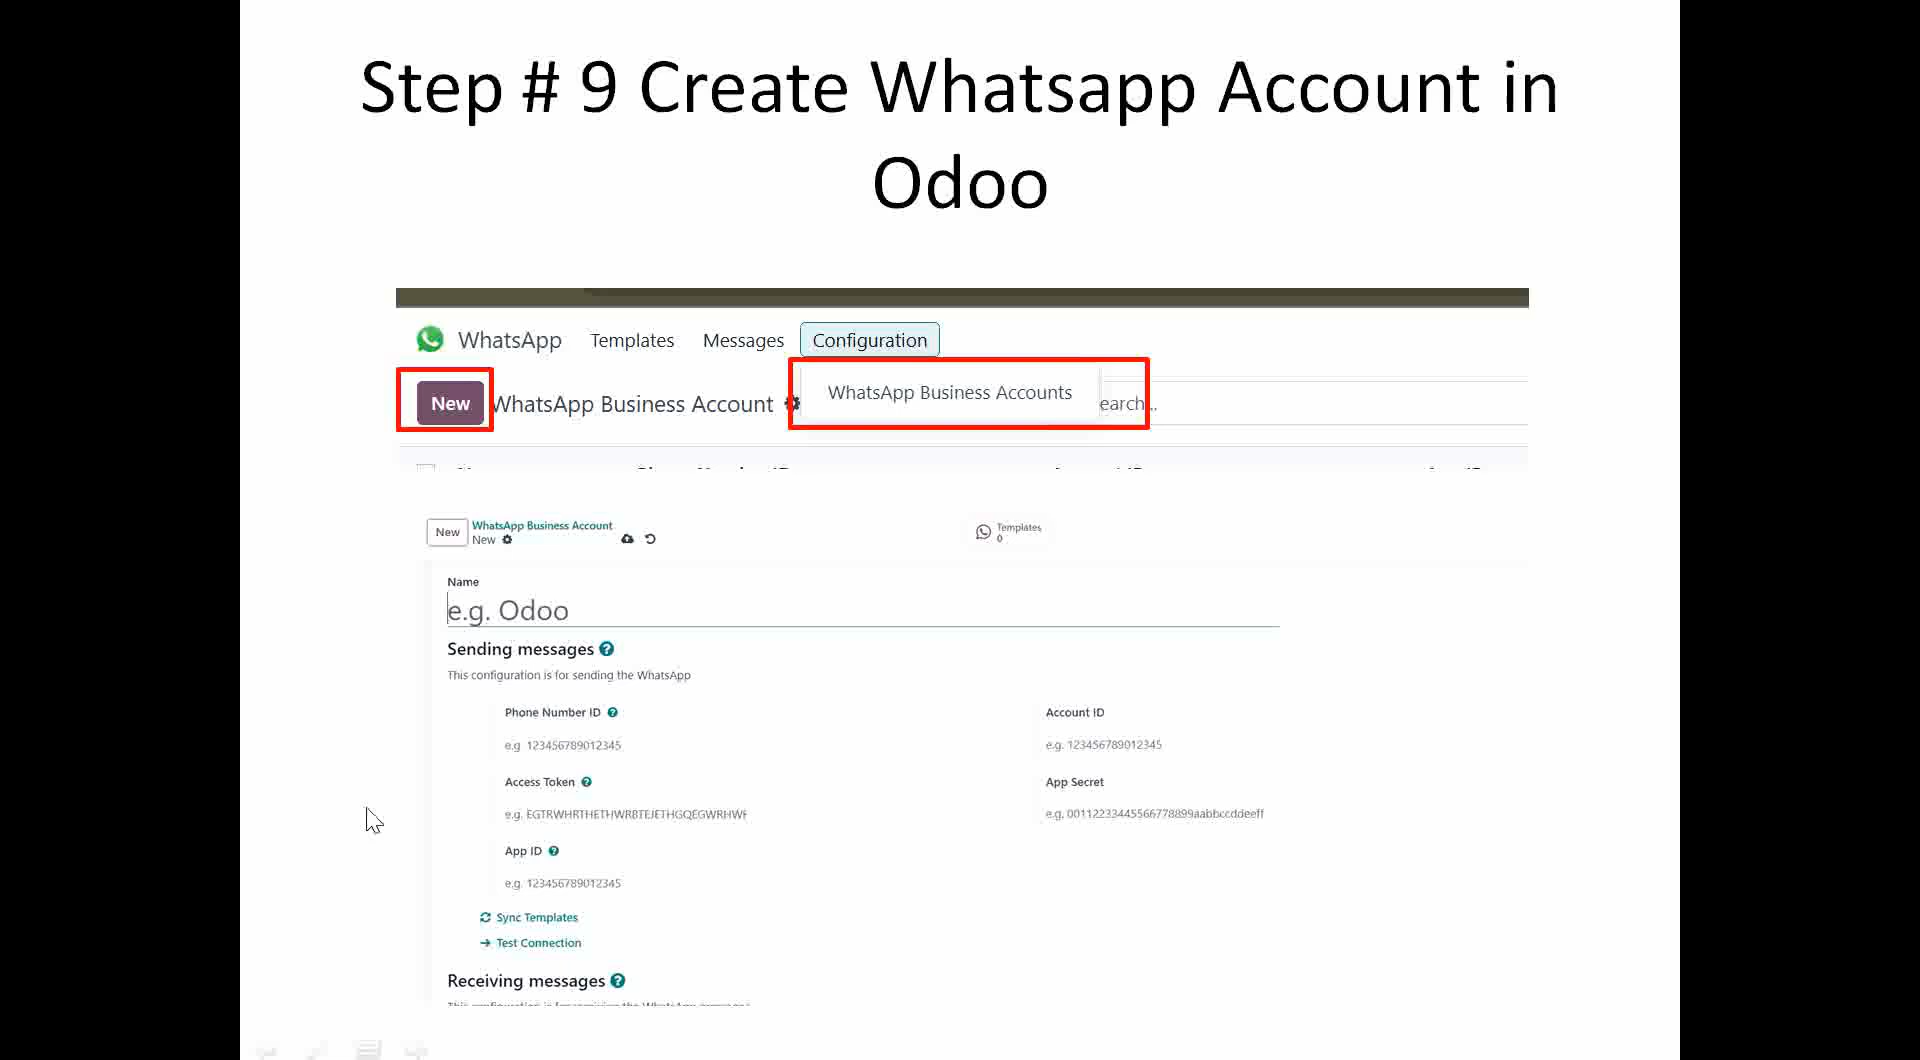 Step # 9 Create Whatsapp Account in
Odoo
WhatsApp Templates Messages Configuration
New WhatsApp Business Account WhatsApp Business Accounts earch...
New WhatsApp Business Account
New
Templates
0
Name
e.g. Odoo
Sending messages ?
This configuration is for sending the WhatsApp
Phone Number ID ? Account ID
e.g. 123456789012345 e.g. 123456789012345
Access Token ? App Secret
e.g. EGTRWHRTHETHWRBTEJETHGQEGWRHWR e.g. 00112233445566778899aabbccddeeff
App ID ?
e.g. 123456789012345
Sync Templates
Test Connection
Receiving messages ?